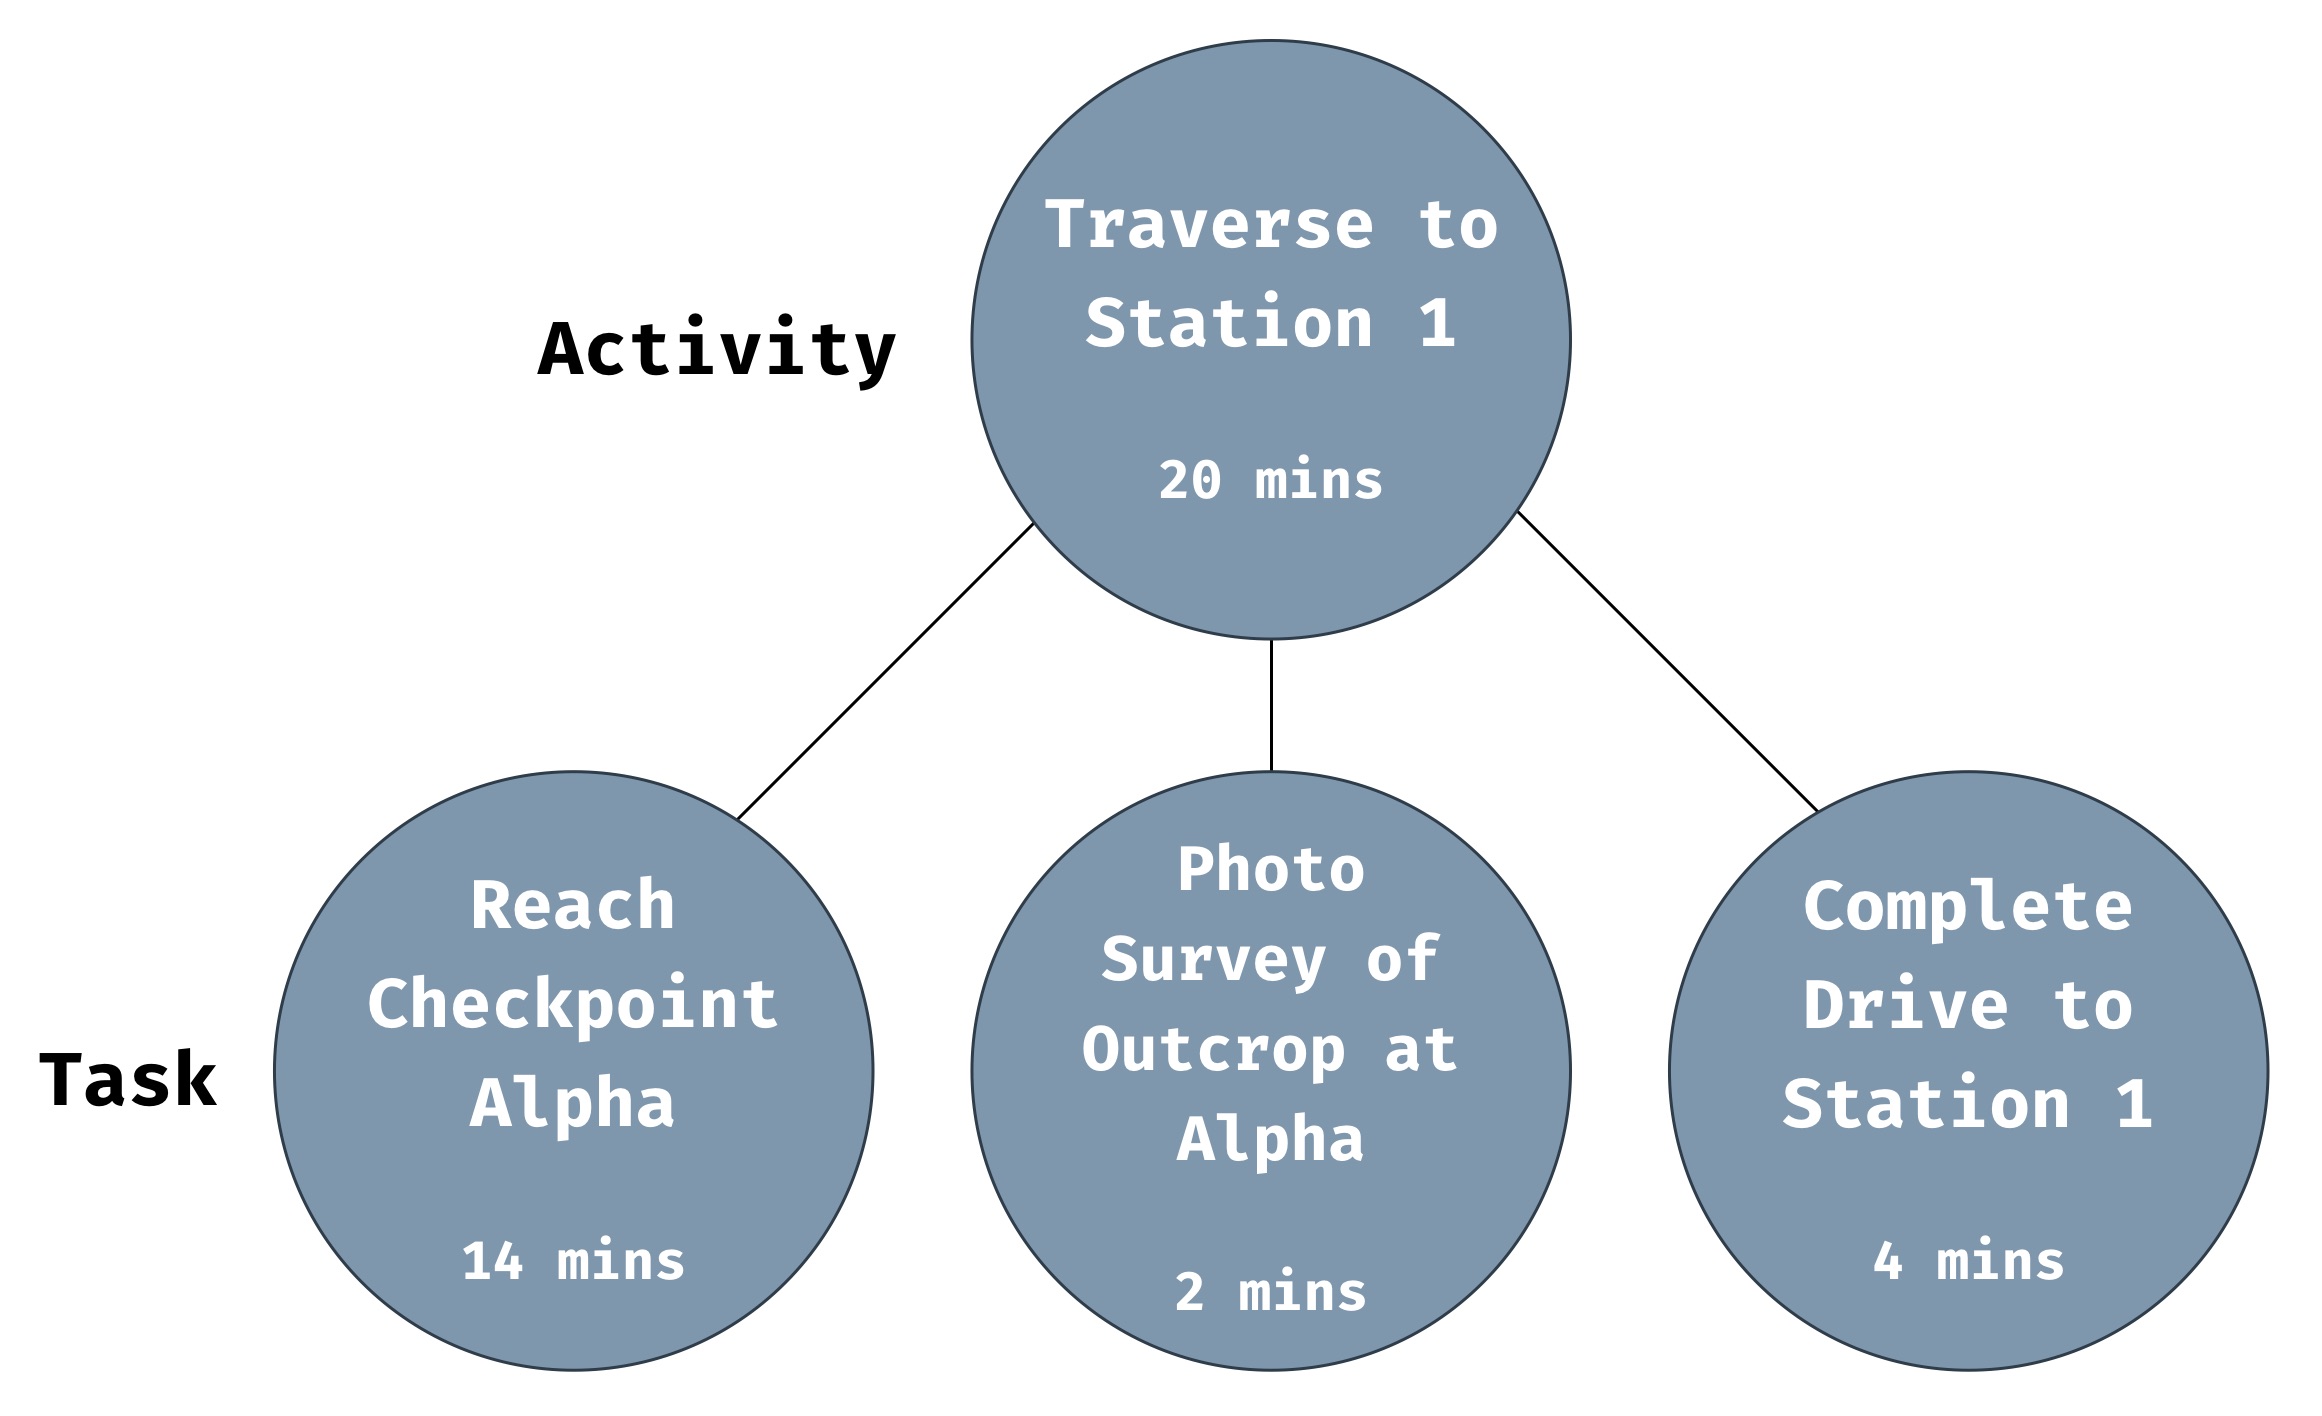 Traverse to
Station 1
20 mins
Activity
Reach
Checkpoint
Alpha
14 mins
Photo
Survey of
Outcrop at
Alpha
2 mins
Complete
Drive to
Station 1
4 mins
Task